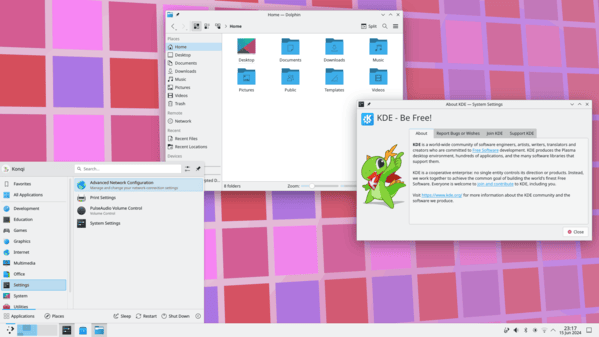 Home — Dolphin
Home
Split
Places
Home
Desktop
Documents
Downloads
Music
Pictures
Videos
Trash
Remote
Network
Recent
Recent Files
Recent Locations
Devices
Desktop
Documents
Downloads
Music
Pictures
Public
Templates
Videos
8 folders
Zoom:
About KDE — System Settings
KDE - Be Free!
About
Report Bugs or Wishes
Join KDE
Support KDE
KDE is a world-wide community of software engineers, artists, writers, translators and
creators who are committed to Free Software development. KDE produces the Plasma
desktop environment, hundreds of applications, and the many software libraries that
support them.
KDE is a cooperative enterprise: no single entity controls its direction or products. Instead,
we work together to achieve the common goal of building the world's finest Free
Software. Everyone is welcome to join and contribute to KDE, including you.
Visit https://www.kde.org/ for more information about the KDE community and the
software we produce.
Close
Konqi
Search...
Favorites
All Applications
Development
Education
Games
Graphics
Internet
Multimedia
Office
Settings
System
Utilities
Advanced Network Configuration
Manage and change your network connection settings
Print Settings
PulseAudio Volume Control
Volume Control
System Settings
Applications
Places
Sleep
Restart
Shut Down
23:17
15 Jun 2024